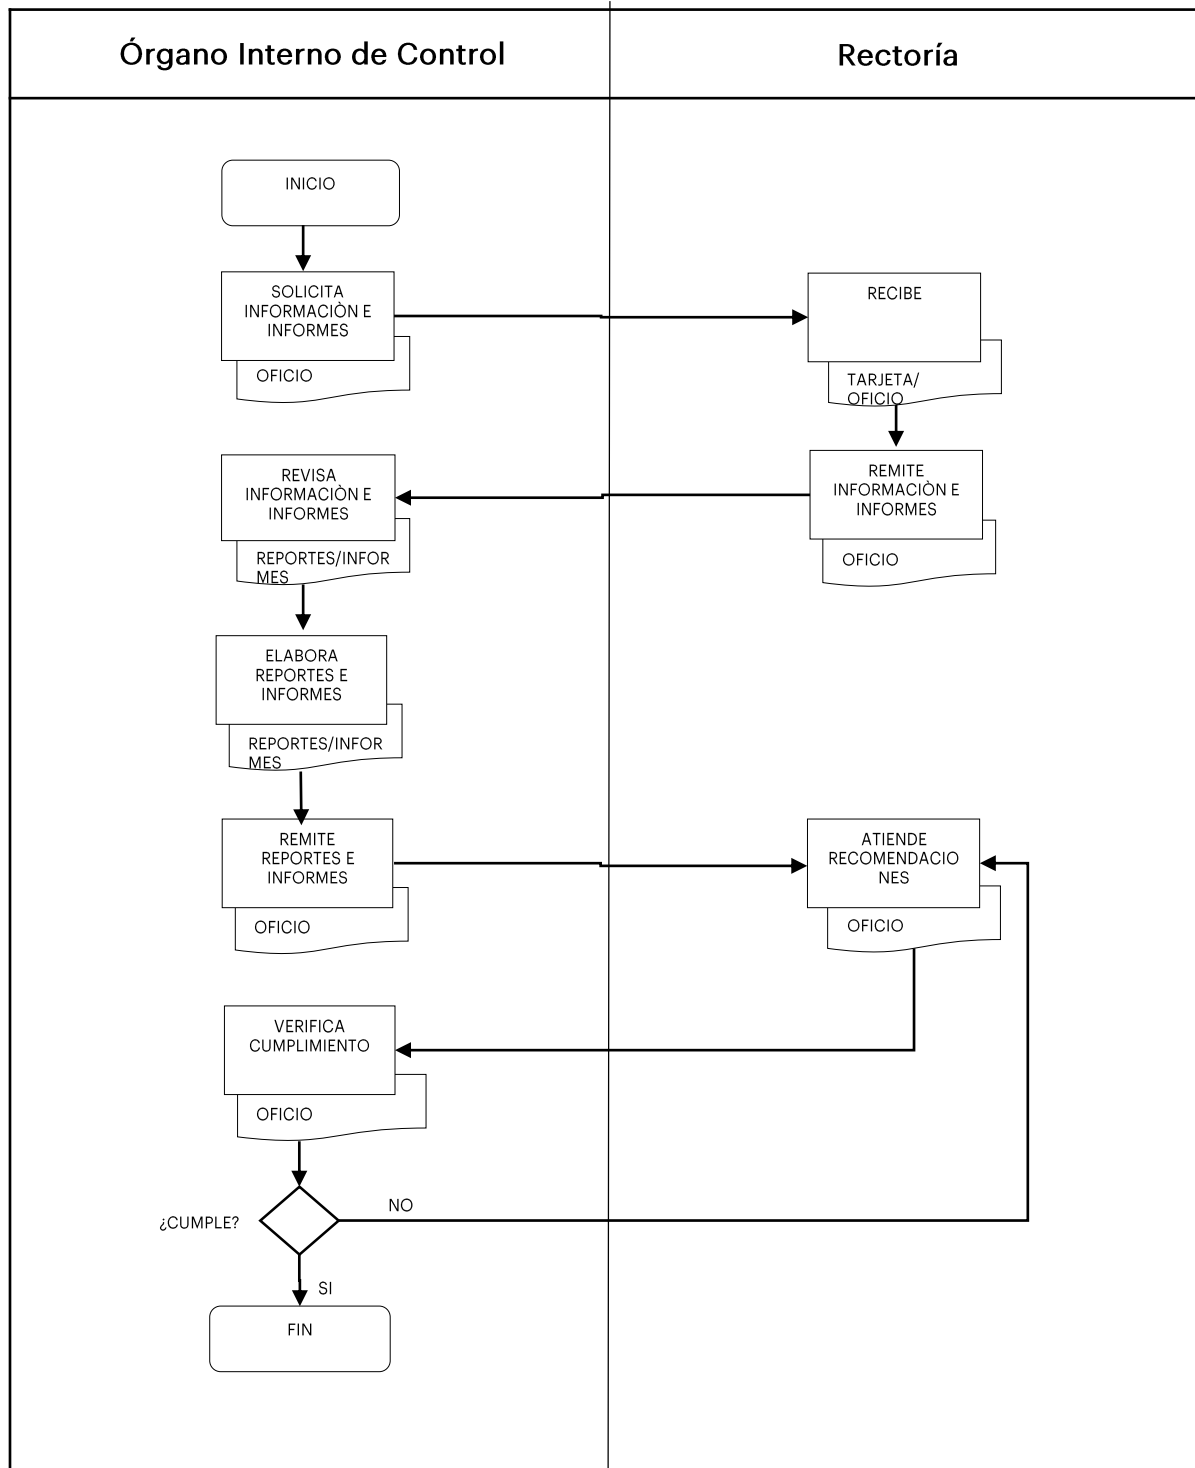 Órgano Interno de Control
Rectoría
INICIO
SOLICITA
INFORMACIÒN E
INFORMES
OFICIO
RECIBE
TARJETA/
OFICIO
REVISA
INFORMACIÒN E
INFORMES
REPORTES/INFOR
MES
REMITE
INFORMACIÒN E
INFORMES
OFICIO
ELABORA
REPORTES E
INFORMES
REPORTES/INFOR
MES
REMITE
REPORTES E
INFORMES
OFICIO
ATIENDE
RECOMENDACIO
NES
OFICIO
VERIFICA
CUMPLIMIENTO
OFICIO
¿CUMPLE?
NO
SI
FIN